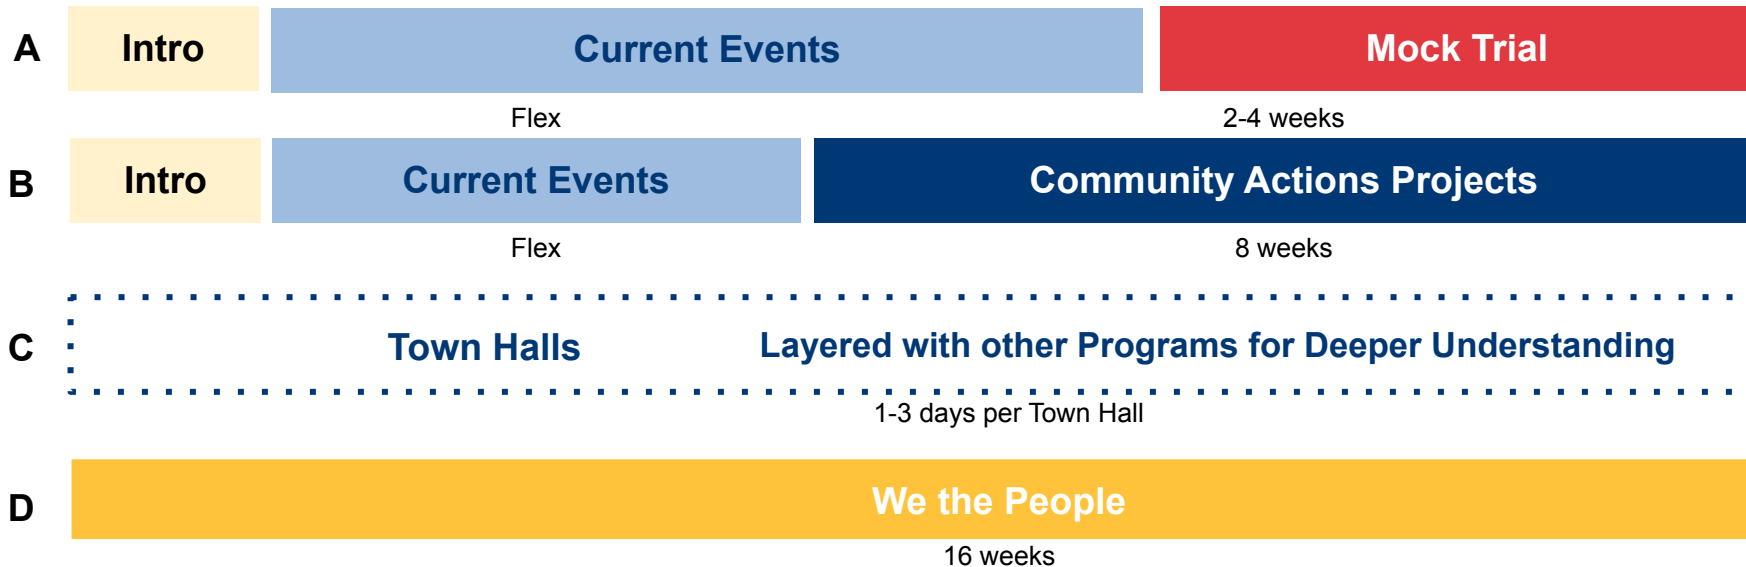 A Intro Current Events Mock Trial
Flex 2-4 weeks
B Intro Current Events Community Actions Projects
Flex 8 weeks
C Town Halls Layered with other Programs for Deeper Understanding
1-3 days per Town Hall
D We the People
16 weeks